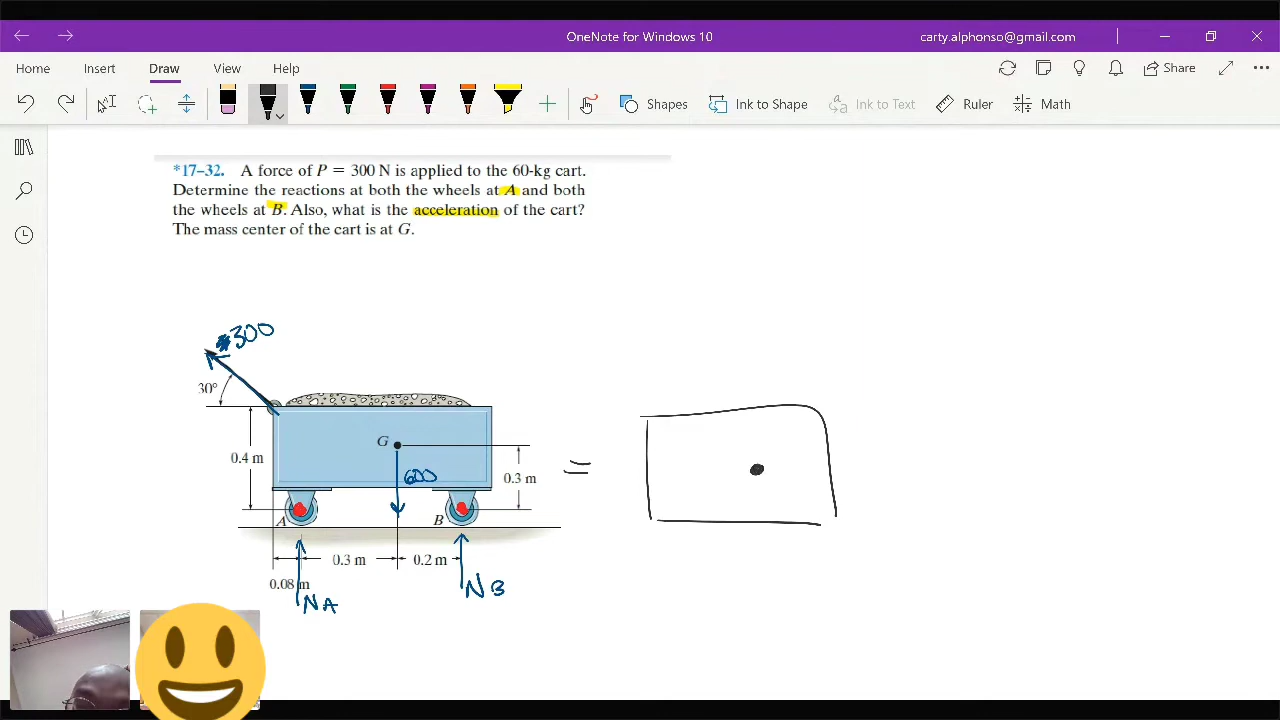 OneNote for Windows 10
carty.alphonso@gmail.com
Home Insert Draw View Help
Share
Shapes Ink to Shape Ink to Text Ruler Math
*17–32. A force of P = 300 N is applied to the 60-kg cart.
Determine the reactions at both the wheels at A and both
the wheels at B. Also, what is the acceleration of the cart?
The mass center of the cart is at G.
300
30°
G
0.4 m
600
0.3 m
=
A
B
0.3 m
0.2 m
0.08 m
NA
NB